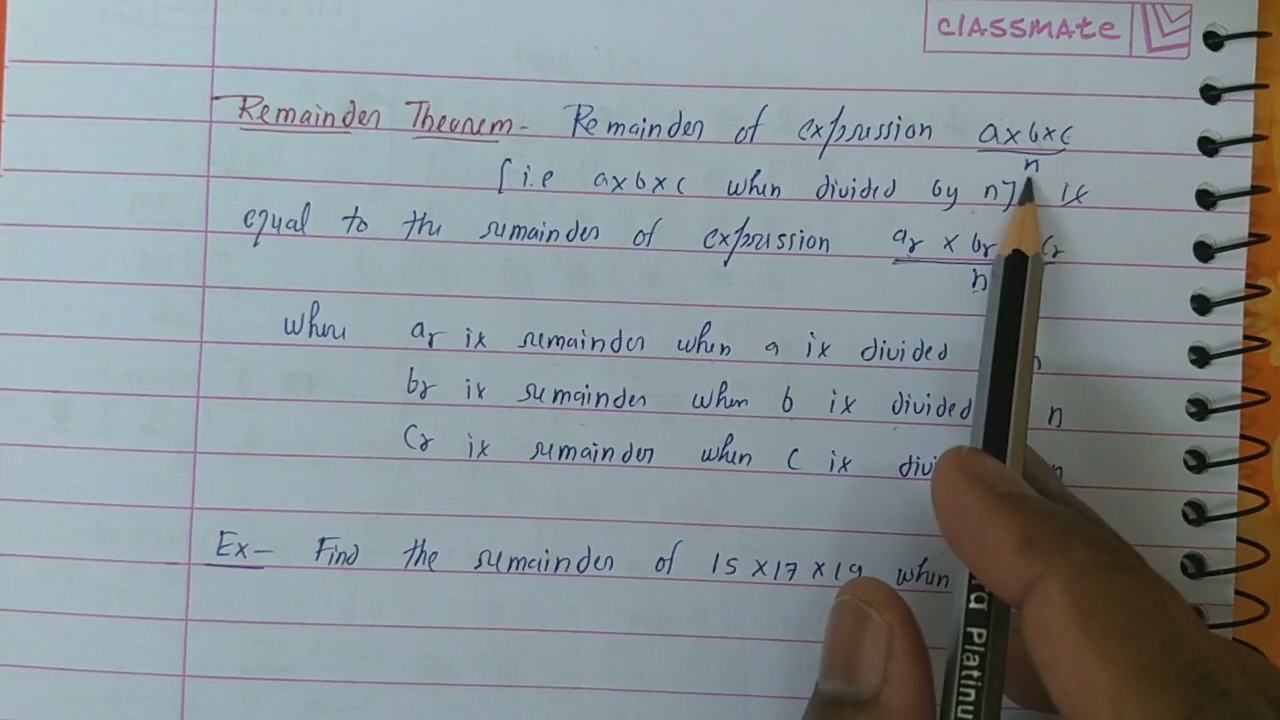 classmate
Remainder Theorem - Remainder of expression a×b×c
n
[i.e a×b×c when divided by n] is
equal to the remainder of expression ar × br cr
n
where ar is remainder when a is divided
br is remainder when b is divided n
Cr is remainder when c is n
Ex- Find the remainder of 15×17×19 when
Platinu